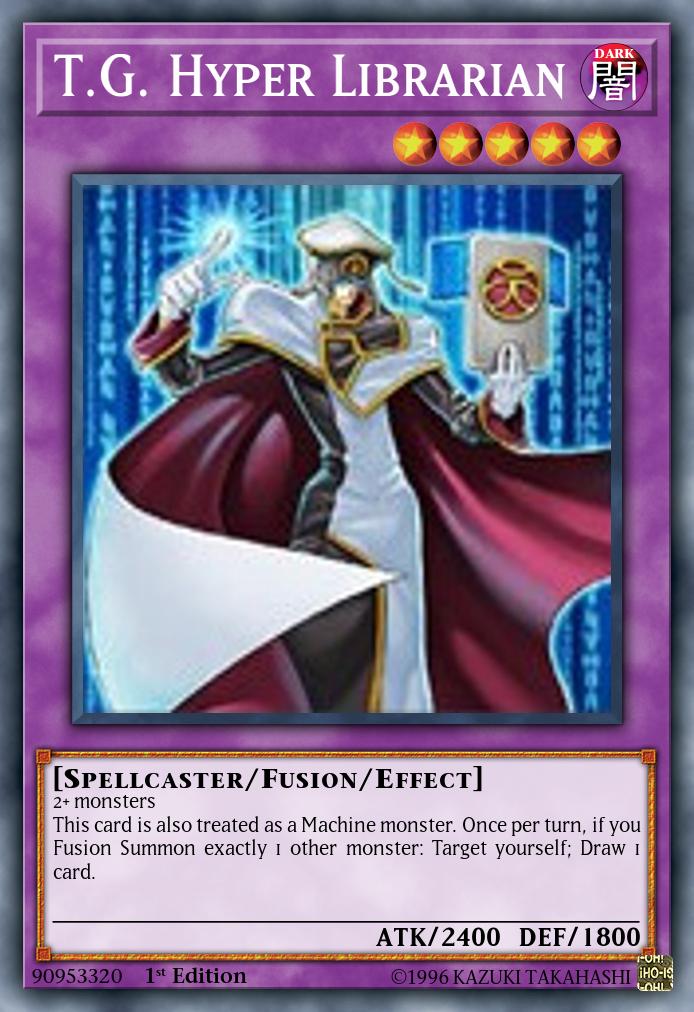 T.G. HYPER LIBRARIAN
DARK
闇
[SPELLCASTER/FUSION/EFFECT]
2+ monsters
This card is also treated as a Machine monster. Once per turn, if you
Fusion Summon exactly 1 other monster: Target yourself; Draw 1
card.
ATK/2400 DEF/1800
90953320 1st Edition ©1996 KAZUKI TAKAHASHI